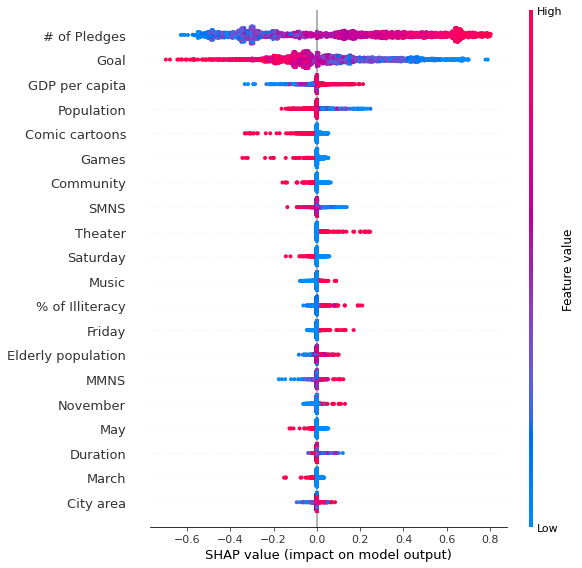 High
# of Pledges
Goal
GDP per capita
Population
Comic cartoons
Games
Community
SMNS
Theater
Saturday
Music
% of Illiteracy
Friday
Elderly population
MMNS
November
May
Duration
March
City area
Feature value
Low
−0.6 −0.4 −0.2 0.0 0.2 0.4 0.6 0.8
SHAP value (impact on model output)